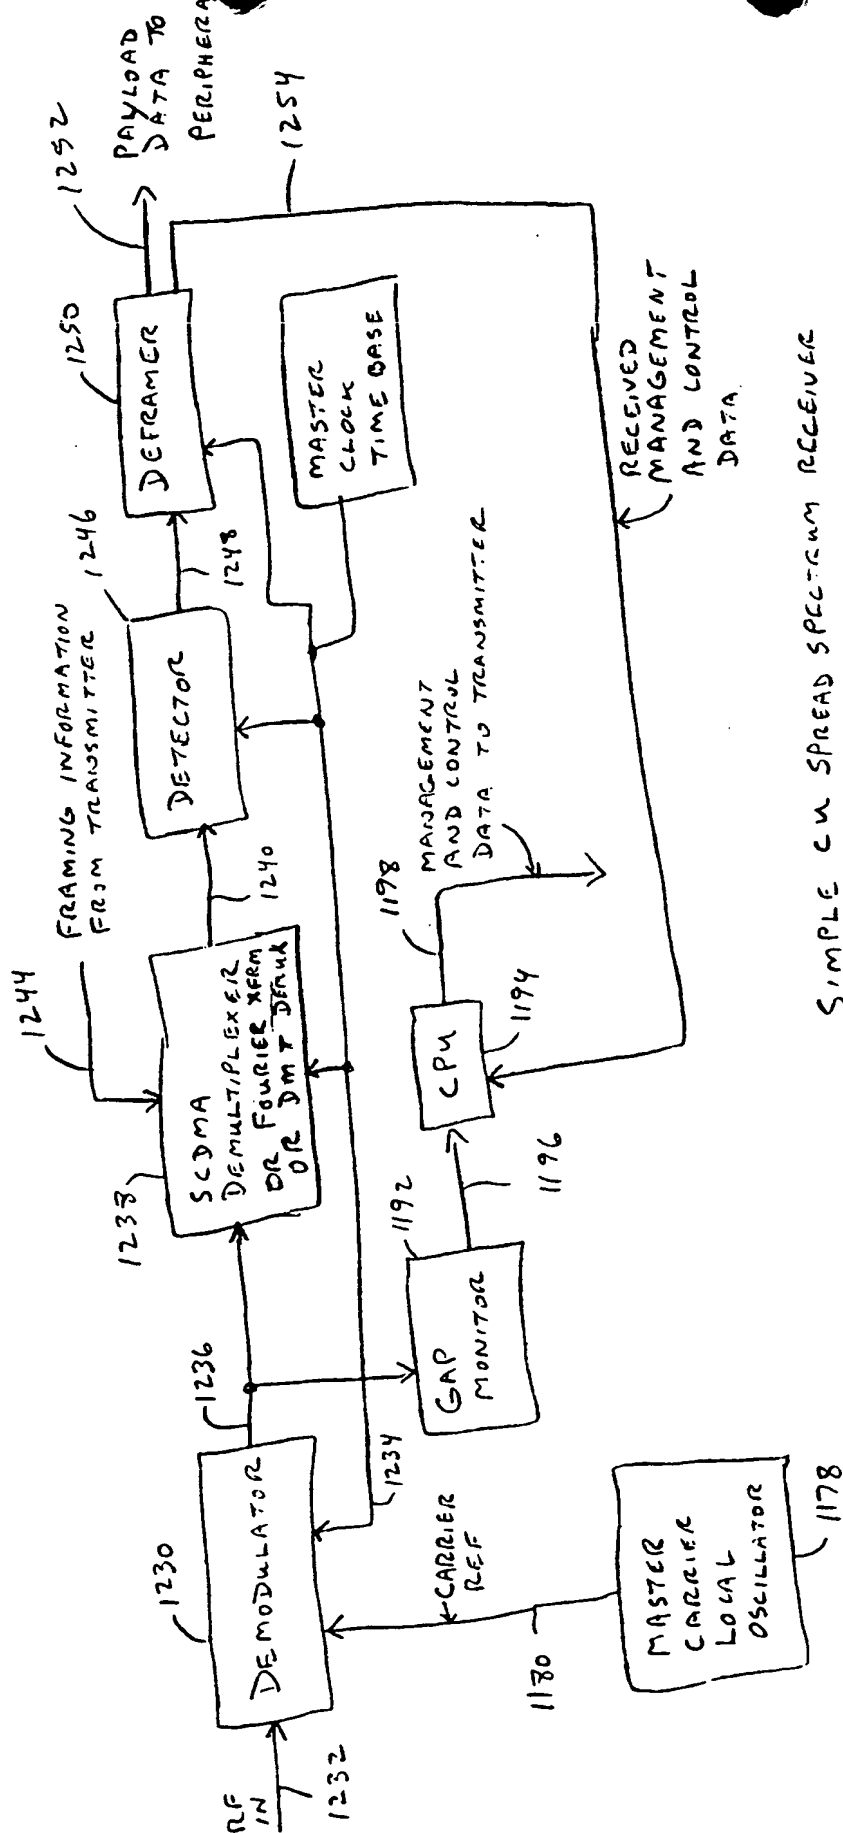 RF
IN
1232
1230
DEMODULATOR
1236
1234
CARRIER
REF
1180
MASTER
CARRIER
LOCAL
OSCILLATOR
1178
1244
FRAMING INFORMATION
FROM TRANSMITTER
1238
SCDMA
DEMULTIPLEXER
OR FOURIER XFRM
OR DMT DEMUX
1240
1246
DETECTOR
1248
1250
DEFRAMER
1252
PAYLOAD
DATA TO
1254
MASTER
CLOCK
TIME BASE
1192
GAP
MONITOR
1196
CPU
1194
1198
MANAGEMENT
AND CONTROL
DATA TO TRANSMITTER
RECEIVED
MANAGEMENT
AND CONTROL
DATA.
SIMPLE CU SPREAD SPECTRUM RECEIVER